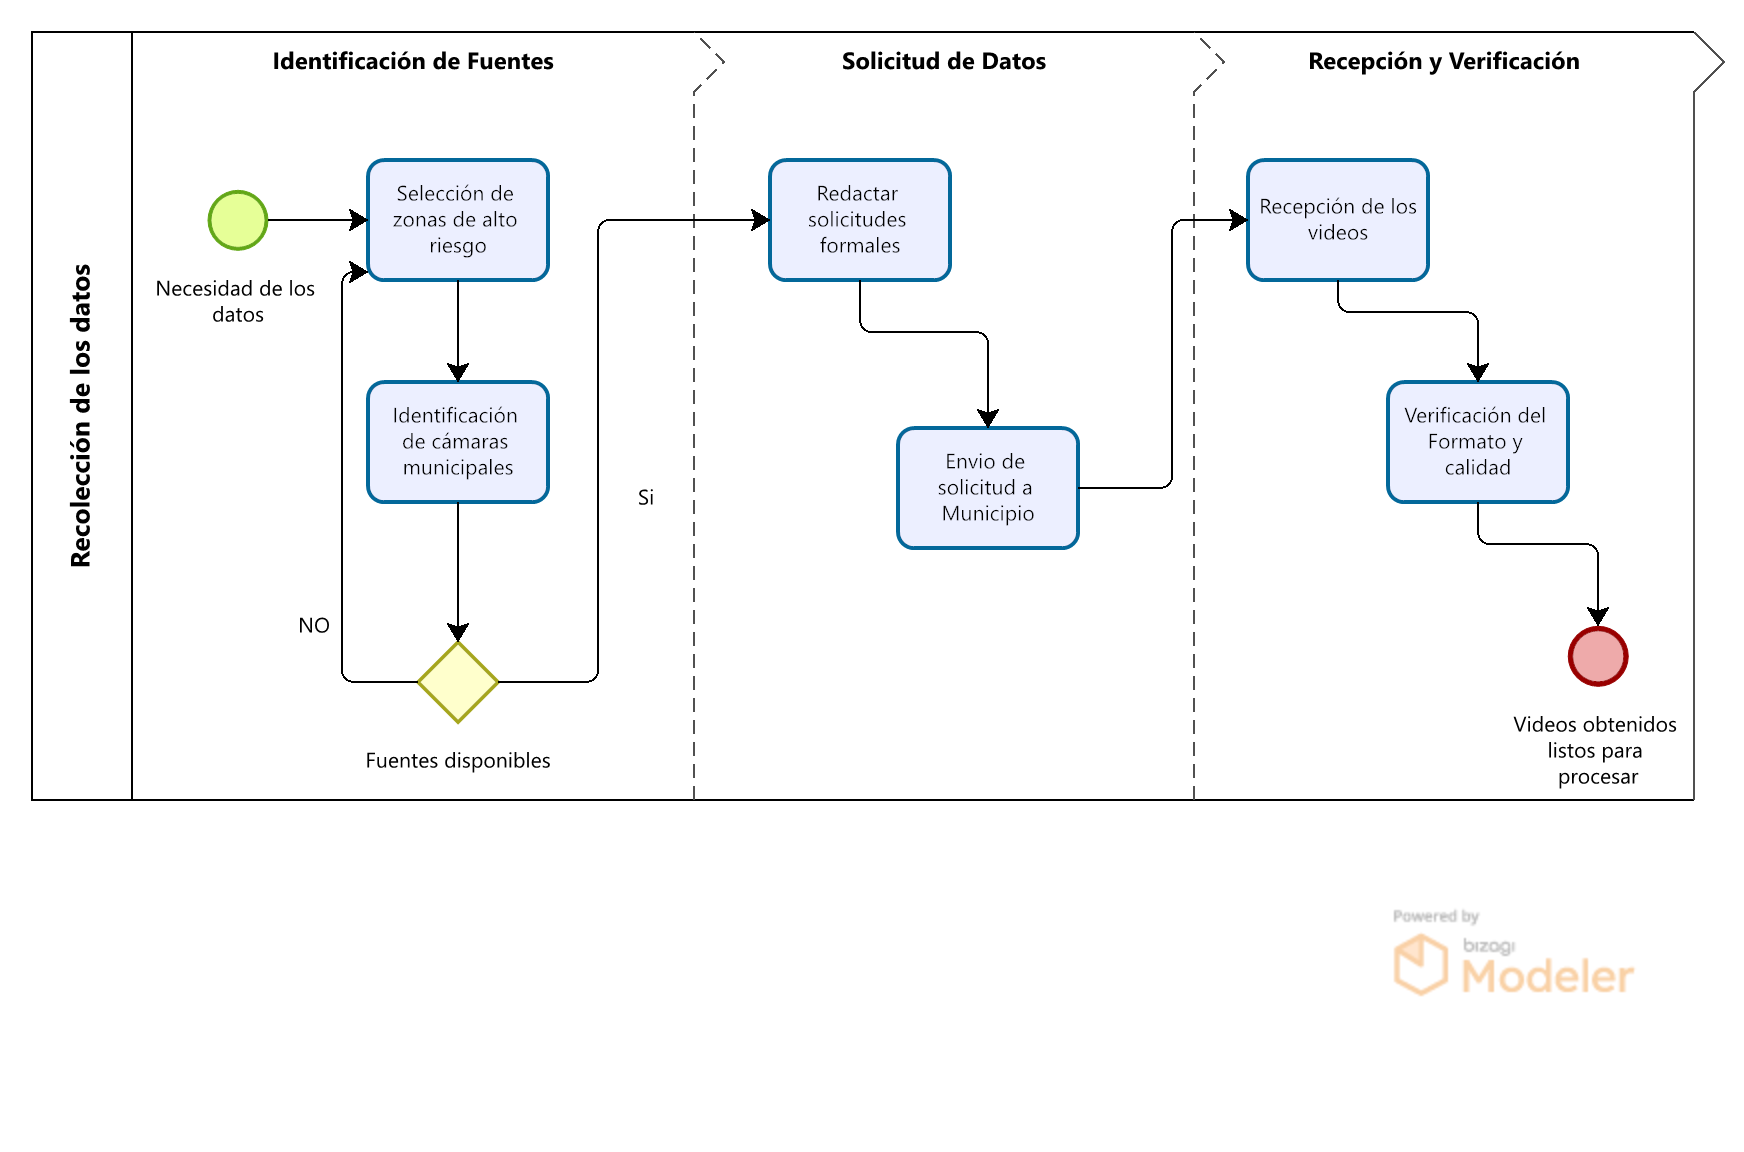 Recolección de los datos
Identificación de Fuentes
Solicitud de Datos
Recepción y Verificación
Necesidad de los
datos
Selección de
zonas de alto
riesgo
Identificación
de cámaras
municipales
NO
Si
Fuentes disponibles
Redactar
solicitudes
formales
Envio de
solicitud a
Municipio
Recepción de los
videos
Verificación del
Formato y
calidad
Videos obtenidos
listos para
procesar
Powered by
bizagi
Modeler